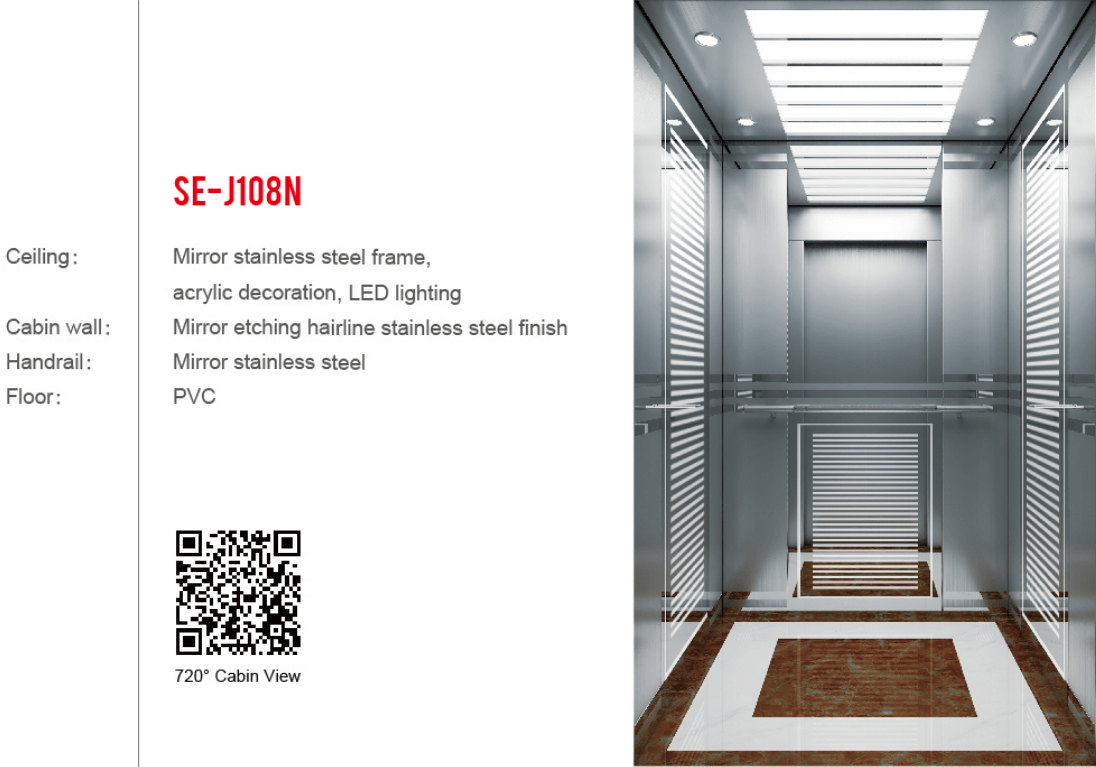 SE-J108N
Ceiling: Mirror stainless steel frame,
acrylic decoration, LED lighting
Cabin wall: Mirror etching hairline stainless steel finish
Handrail: Mirror stainless steel
Floor: PVC
720° Cabin View